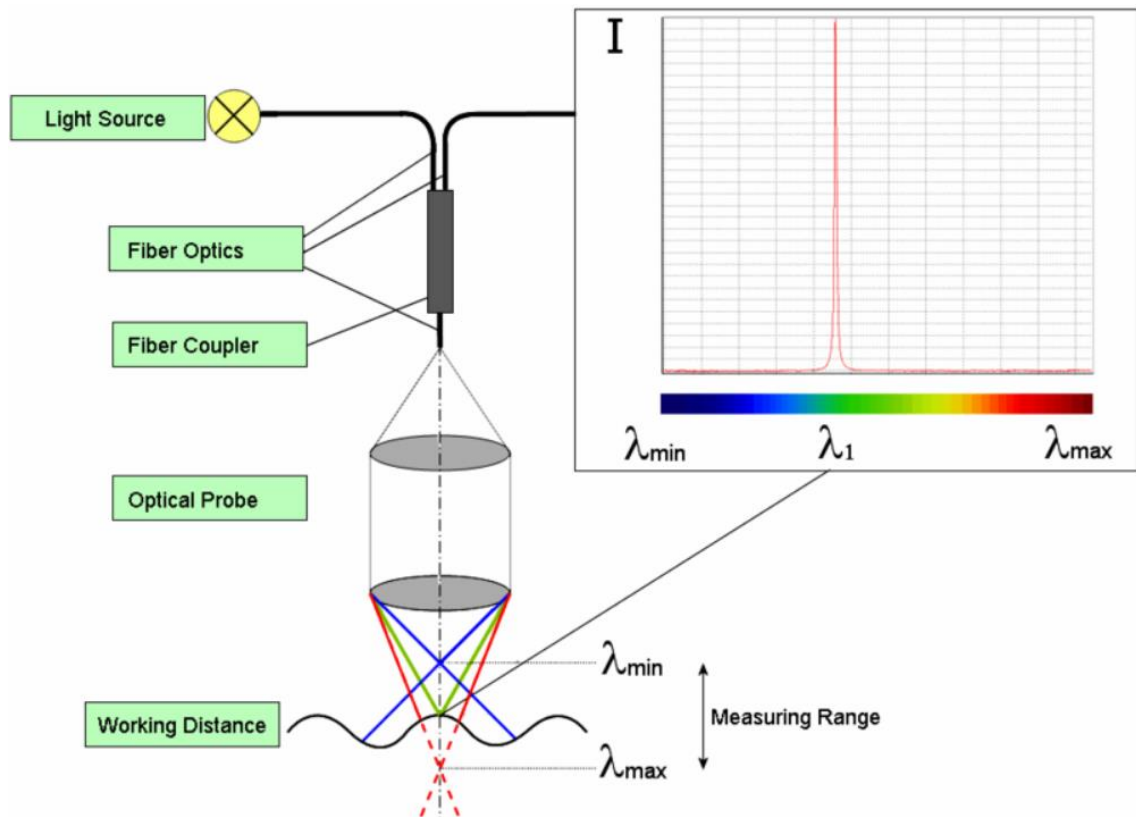 I
Light Source
Fiber Optics
Fiber Coupler
λmin
λ1
λmax
Optical Probe
λmin
Working Distance
Measuring Range
λmax